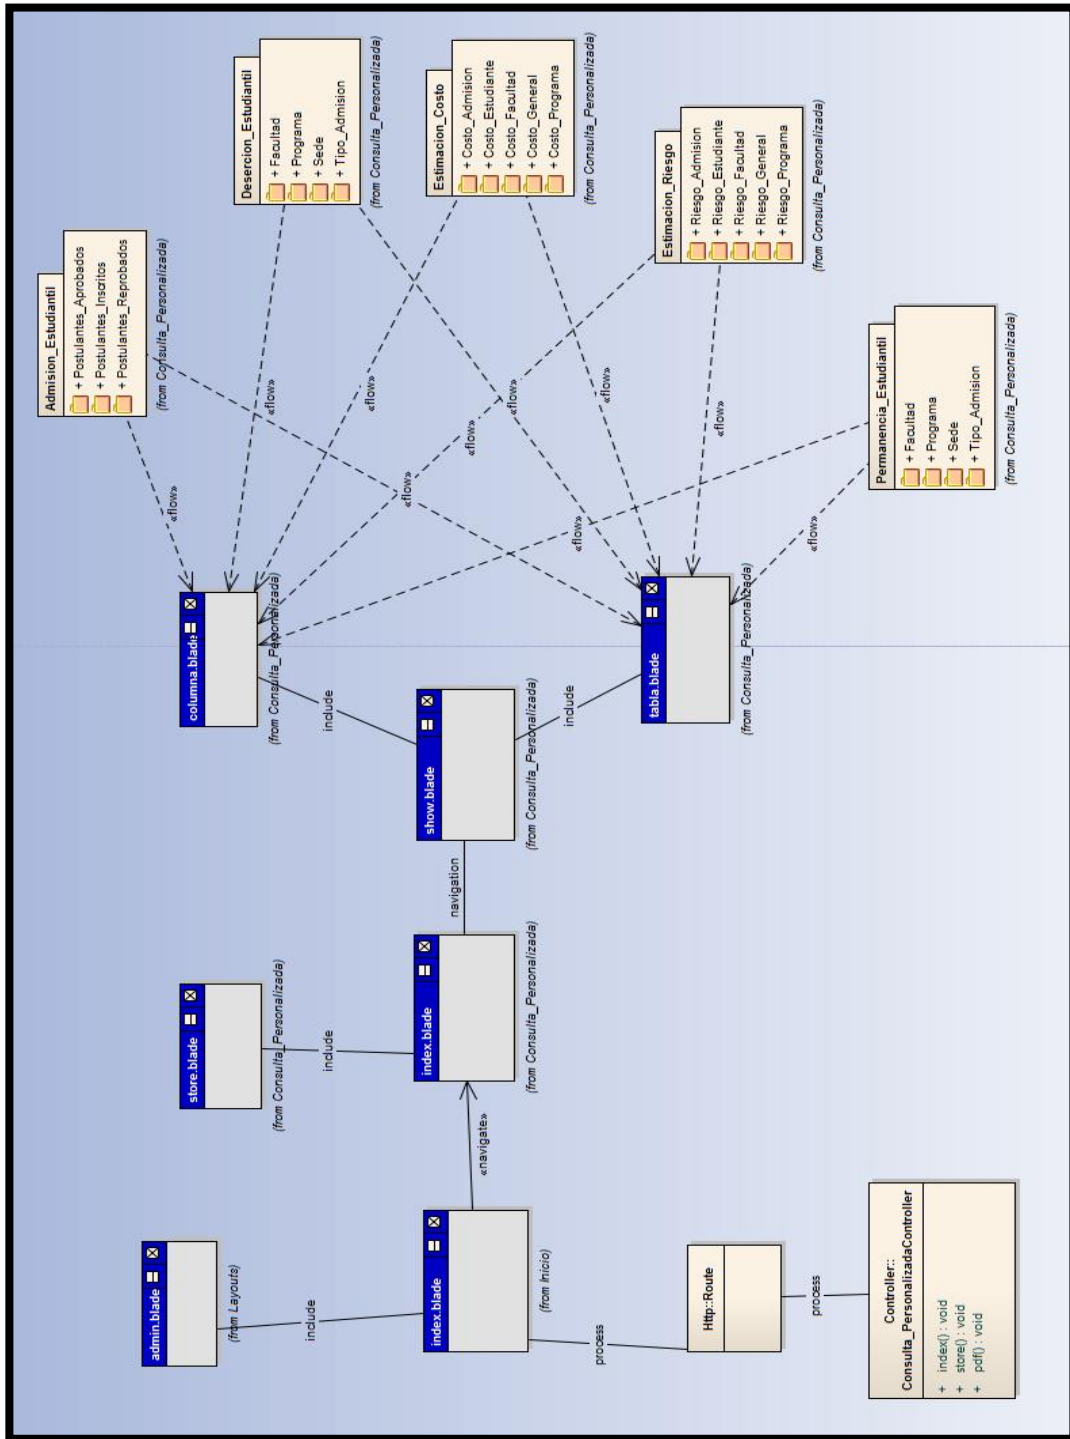 Admision_Estudiantil
+ Postulantes_Aprobados
+ Postulantes_Inscritos
+ Postulantes_Reprobados
(from Consulta_Personalizada)
Desercion_Estudiantil
+ Facultad
+ Programa
+ Sede
+ Tipo_Admision
(from Consulta_Personalizada)
Estimacion_Costo
+ Costo_Admision
+ Costo_Estudiante
+ Costo_Facultad
+ Costo_General
+ Costo_Programa
(from Consulta_Personalizada)
Estimacion_Riesgo
+ Riesgo_Admision
+ Riesgo_Estudiante
+ Riesgo_Facultad
+ Riesgo_General
+ Riesgo_Programa
(from Consulta_Personalizada)
Permanencia_Estudiantil
+ Facultad
+ Programa
+ Sede
+ Tipo_Admision
(from Consulta_Personalizada)
«flow»
«flow»
«flow»
«flow»
«flow»
«flow»
«flow»
«flow»
«flow»
«flow»
columna.blade
(from Consulta_Personalizada)
tabla.blade
(from Consulta_Personalizada)
include
include
show.blade
(from Consulta_Personalizada)
navigation
store.blade
(from Consulta_Personalizada)
include
index.blade
(from Consulta_Personalizada)
«navigate»
admin.blade
(from Layouts)
include
index.blade
(from Inicio)
process
Http::Route
process
Controller::
Consulta_PersonalizadaController
+ index() : void
+ store() : void
+ pdf() : void